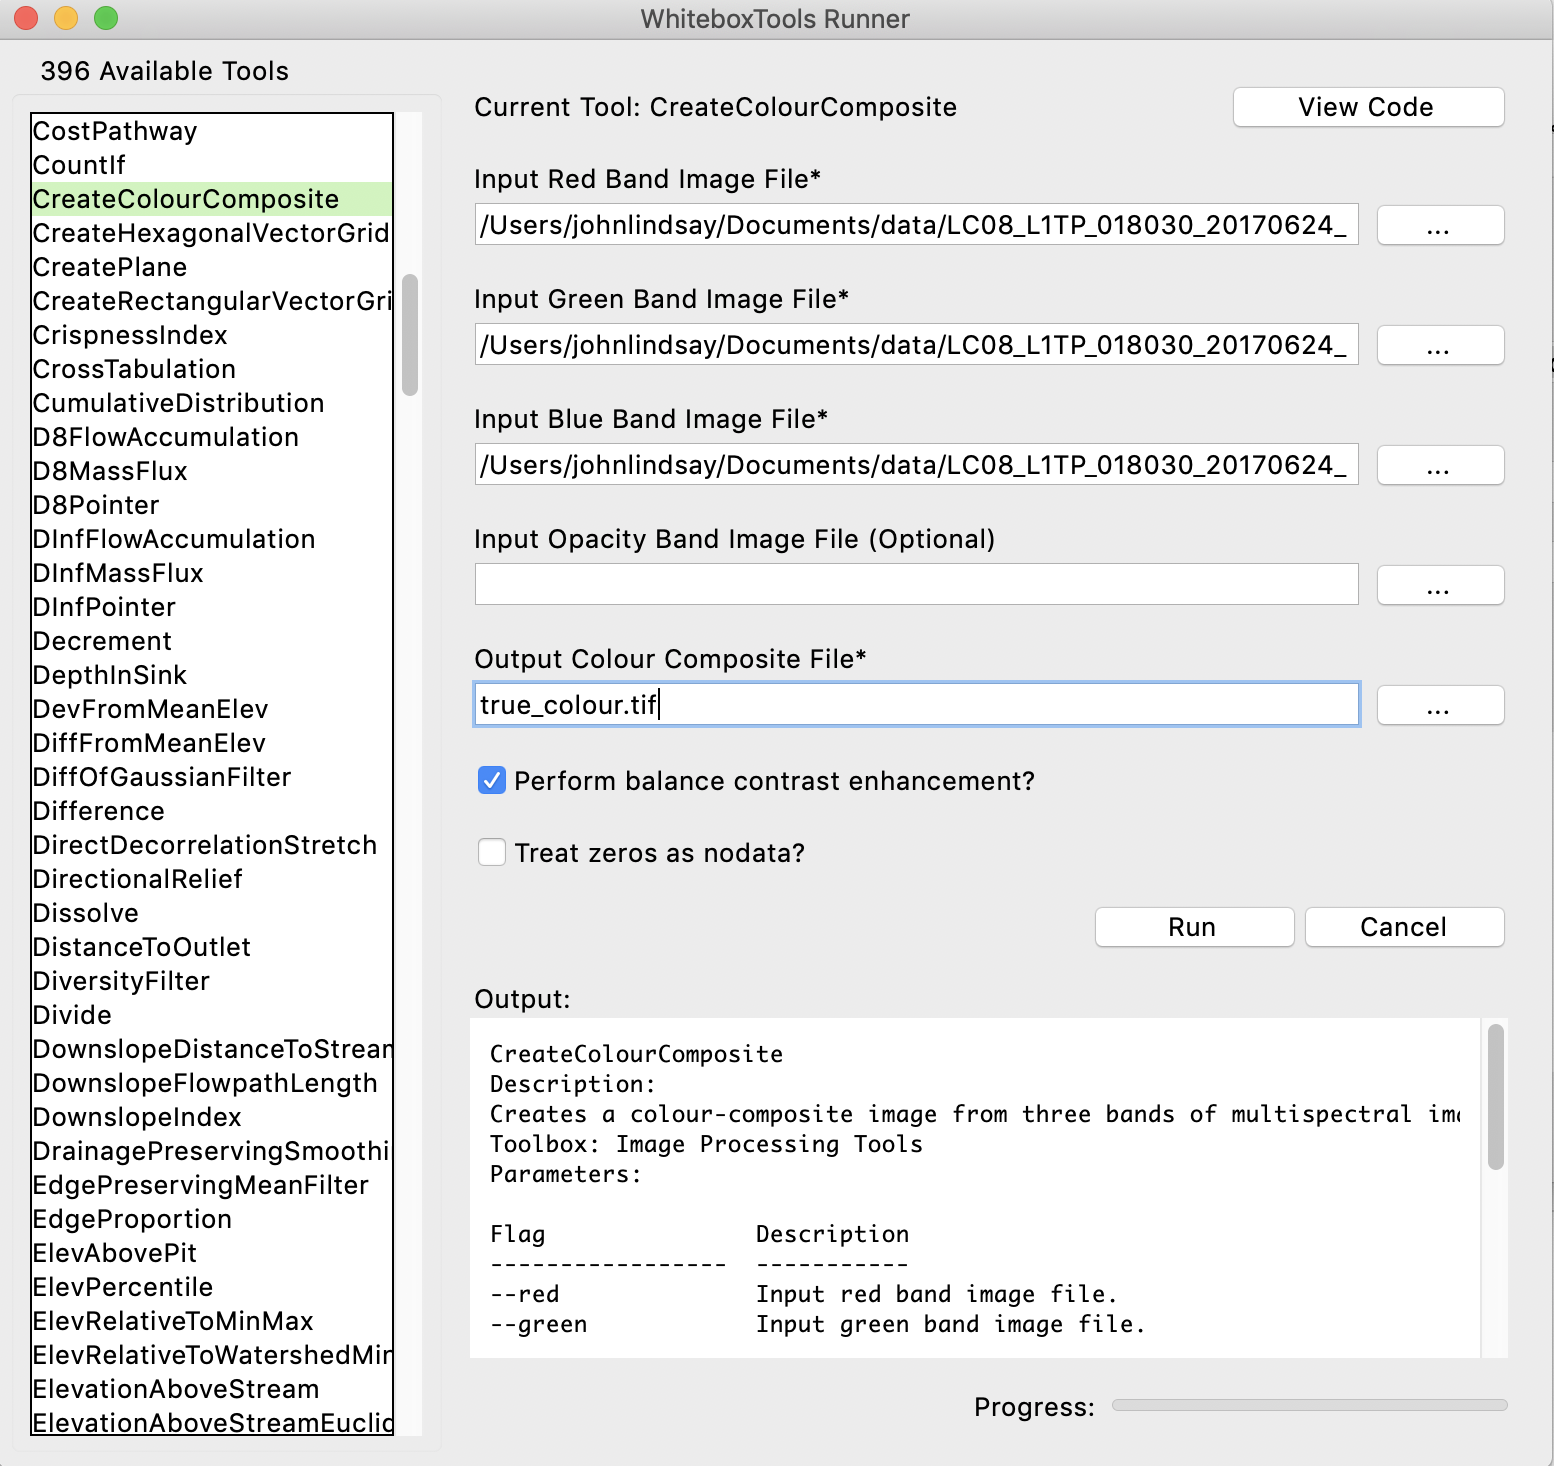 WhiteboxTools Runner
396 Available Tools
CostPathway
CountIf
CreateColourComposite
CreateHexagonalVectorGrid
CreatePlane
CreateRectangularVectorGri
CrispnessIndex
CrossTabulation
CumulativeDistribution
D8FlowAccumulation
D8MassFlux
D8Pointer
DInfFlowAccumulation
DInfMassFlux
DInfPointer
Decrement
DepthInSink
DevFromMeanElev
DiffFromMeanElev
DiffOfGaussianFilter
Difference
DirectDecorrelationStretch
DirectionalRelief
Dissolve
DistanceToOutlet
DiversityFilter
Divide
DownslopeDistanceToStream
DownslopeFlowpathLength
DownslopeIndex
DrainagePreservingSmoothi
EdgePreservingMeanFilter
EdgeProportion
ElevAbovePit
ElevPercentile
ElevRelativeToMinMax
ElevRelativeToWatershedMin
ElevationAboveStream
ElevationAboveStreamEuclid
Current Tool: CreateColourComposite
View Code
Input Red Band Image File*
/Users/johnlindsay/Documents/data/LC08_L1TP_018030_20170624_
...
Input Green Band Image File*
/Users/johnlindsay/Documents/data/LC08_L1TP_018030_20170624_
...
Input Blue Band Image File*
/Users/johnlindsay/Documents/data/LC08_L1TP_018030_20170624_
...
Input Opacity Band Image File (Optional)
...
Output Colour Composite File*
true_colour.tif
...
Perform balance contrast enhancement?
Treat zeros as nodata?
Run
Cancel
Output:
CreateColourComposite
Description:
Creates a colour-composite image from three bands of multispectral ima
Toolbox: Image Processing Tools
Parameters:
Flag Description
----------------- -----------
--red Input red band image file.
--green Input green band image file.
Progress: